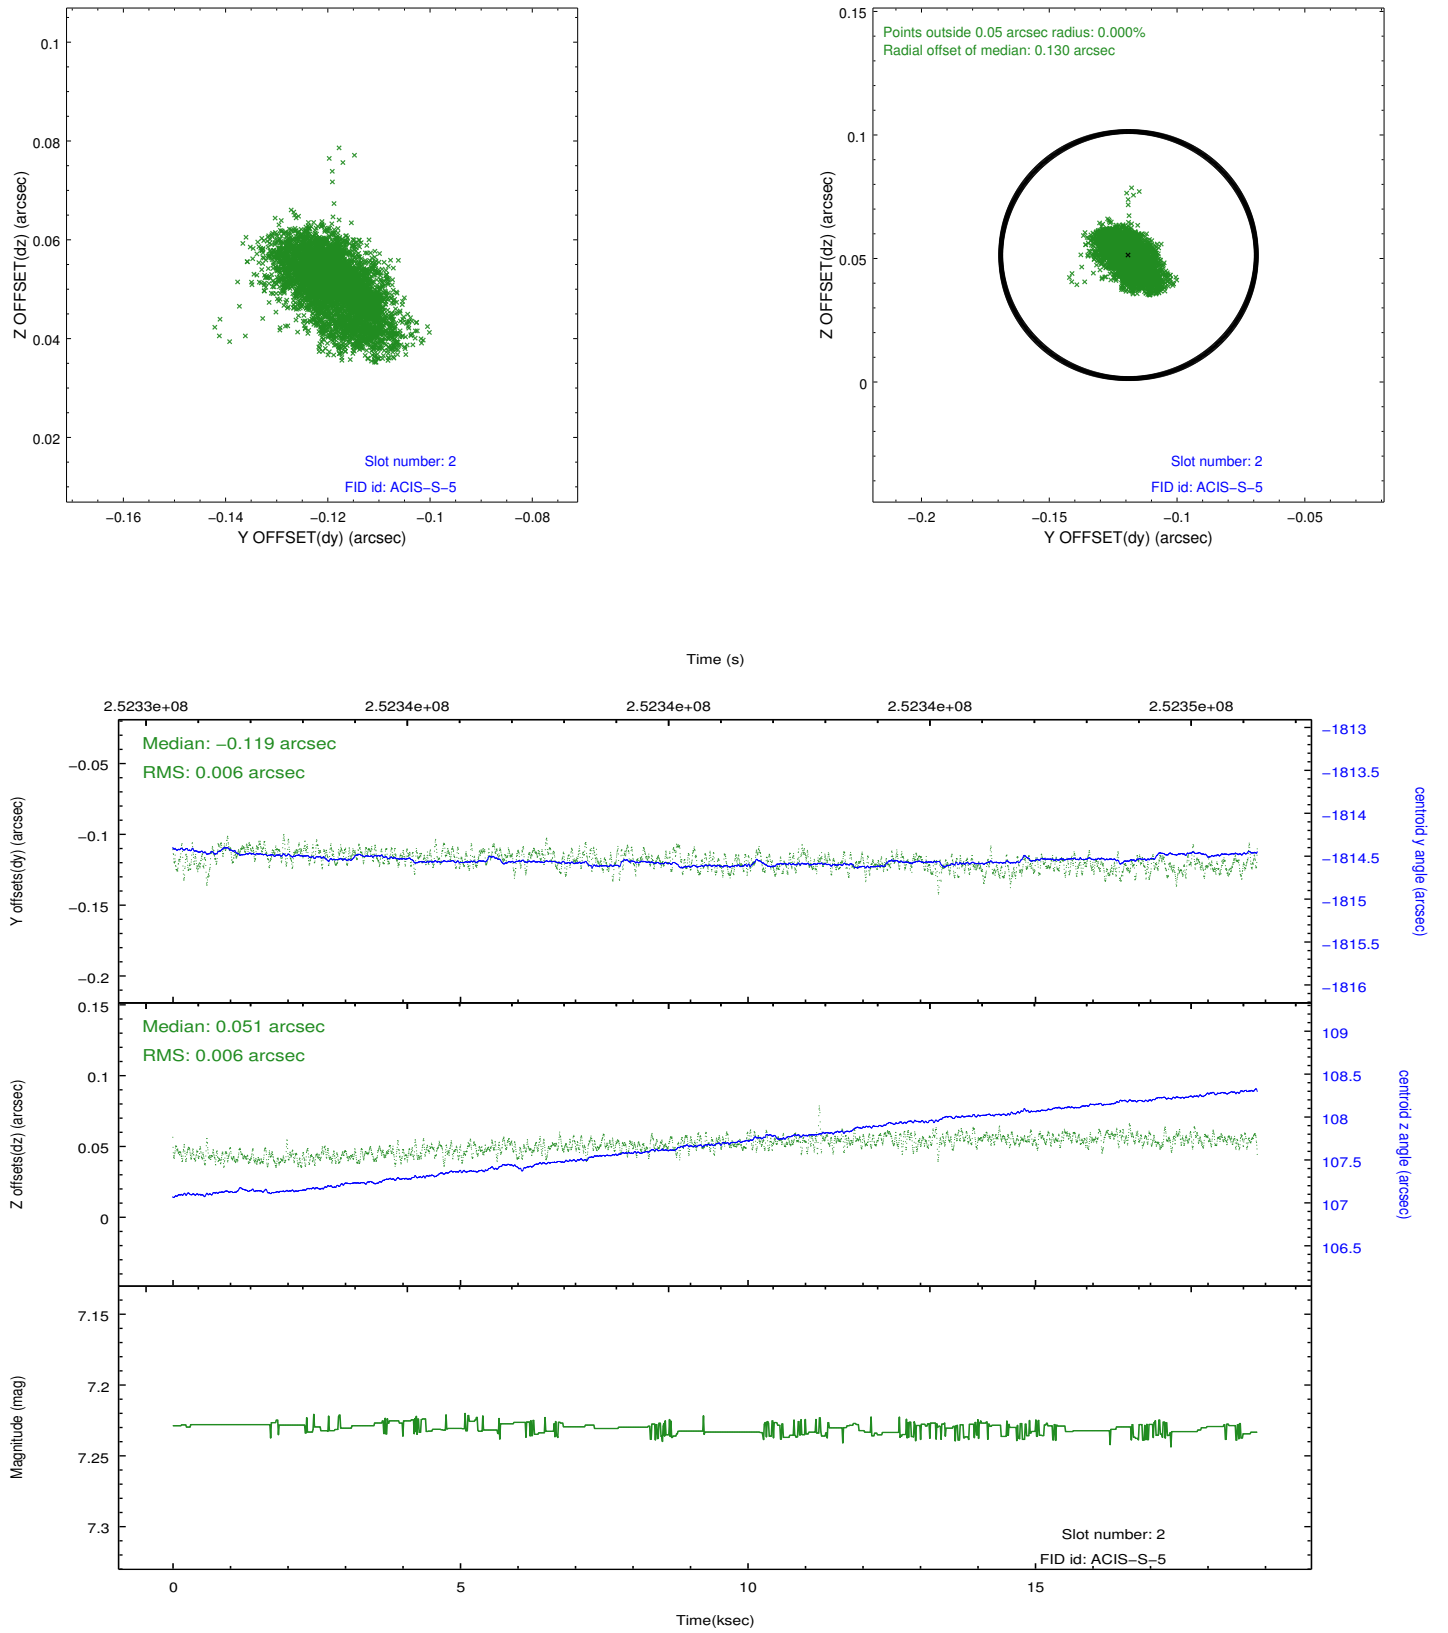 0.1
0.08
0.06
0.04
0.02
Z OFFSET(dz) (arcsec)
Slot number: 2
FID id: ACIS−S−5
−0.16
−0.14
−0.12
−0.1
−0.08
Y OFFSET(dy) (arcsec)
0.15
0.1
0.05
0
Z OFFSET(dz) (arcsec)
Points outside 0.05 arcsec radius: 0.000%
Radial offset of median: 0.130 arcsec
Slot number: 2
FID id: ACIS−S−5
−0.2
−0.15
−0.1
−0.05
Y OFFSET(dy) (arcsec)
Time (s)
2.5233e+08
2.5234e+08
2.5234e+08
2.5234e+08
2.5235e+08
Median: −0.119 arcsec
RMS: 0.006 arcsec
−0.05
−0.1
−0.15
−0.2
Y offsets(dy) (arcsec)
−1813
−1813.5
−1814
−1814.5
−1815
−1815.5
−1816
centroid y angle (arcsec)
Median: 0.051 arcsec
RMS: 0.006 arcsec
0.15
0.1
0.05
0
Z offsets(dz) (arcsec)
109
108.5
108
107.5
107
106.5
centroid z angle (arcsec)
7.15
7.2
7.25
7.3
Magnitude (mag)
Slot number: 2
FID id: ACIS−S−5
0
5
10
15
Time(ksec)